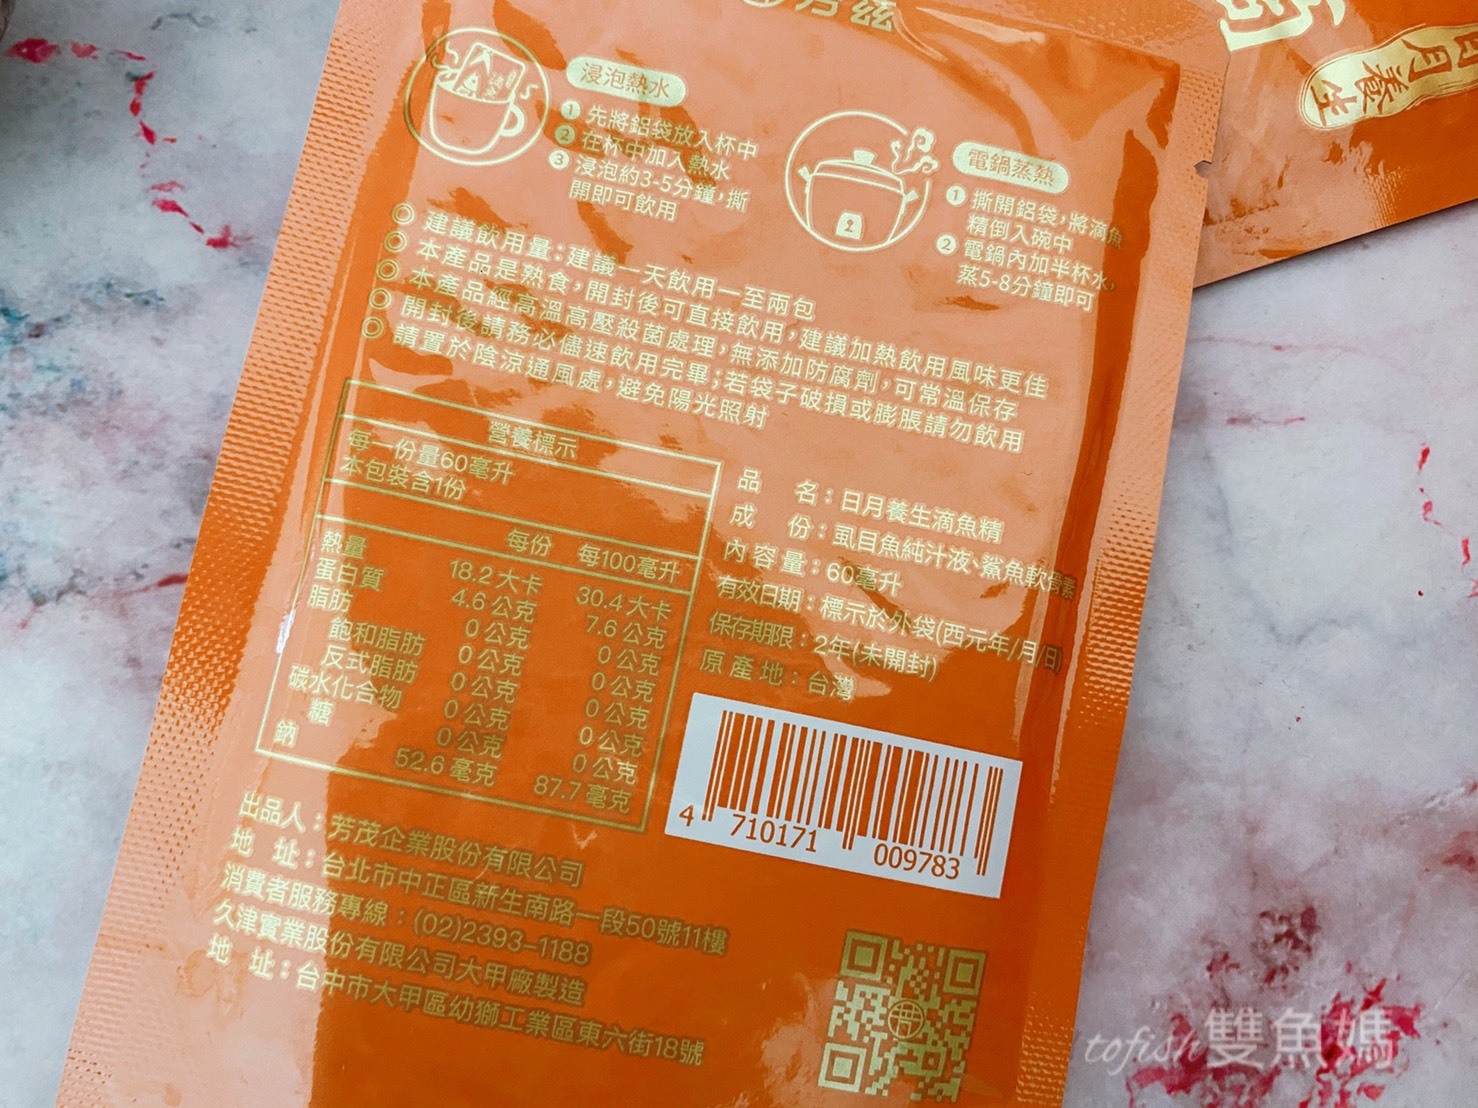 芳茲
日月養生
浸泡熱水
1 先將鋁袋放入杯中
2 在杯中加入熱水
3 浸泡約3-5分鐘，撕
開即可飲用
電鍋蒸熱
1 撕開鋁袋，將滴魚
精倒入碗中
2 電鍋內加半杯水，
蒸5-8分鐘即可
◎ 建議飲用量：建議一天飲用一至兩包
◎ 本產品是熟食，開封後可直接飲用，建議加熱飲用風味更佳
◎ 本產品經高溫高壓殺菌處理，無添加防腐劑，可常溫保存
◎ 開封後請務必儘速飲用完畢；若袋子破損或膨脹請勿飲用
◎ 請置於陰涼通風處，避免陽光照射
營養標示
每一份量60毫升
本包裝含1份
每份 每100毫升
熱量 18.2大卡 30.4大卡
蛋白質 4.6公克 7.6公克
脂肪 0公克 0公克
飽和脂肪 0公克 0公克
反式脂肪 0公克 0公克
碳水化合物 0公克 0公克
糖 0公克 0公克
鈉 52.6毫克 87.7毫克
品名：日月養生滴魚精
成份：虱目魚純汁液、鯊魚軟骨素
內容量：60毫升
有效日期：標示於外袋(西元年/月/日)
保存期限：2年(未開封)
原產地：台灣
4 710171 009783
出品人：芳茂企業股份有限公司
地址：台北市中正區新生南路一段50號11樓
消費者服務專線：(02)2393-1188
久津實業股份有限公司大甲廠製造
地址：台中市大甲區幼獅工業區東六街18號
tofish雙魚媽